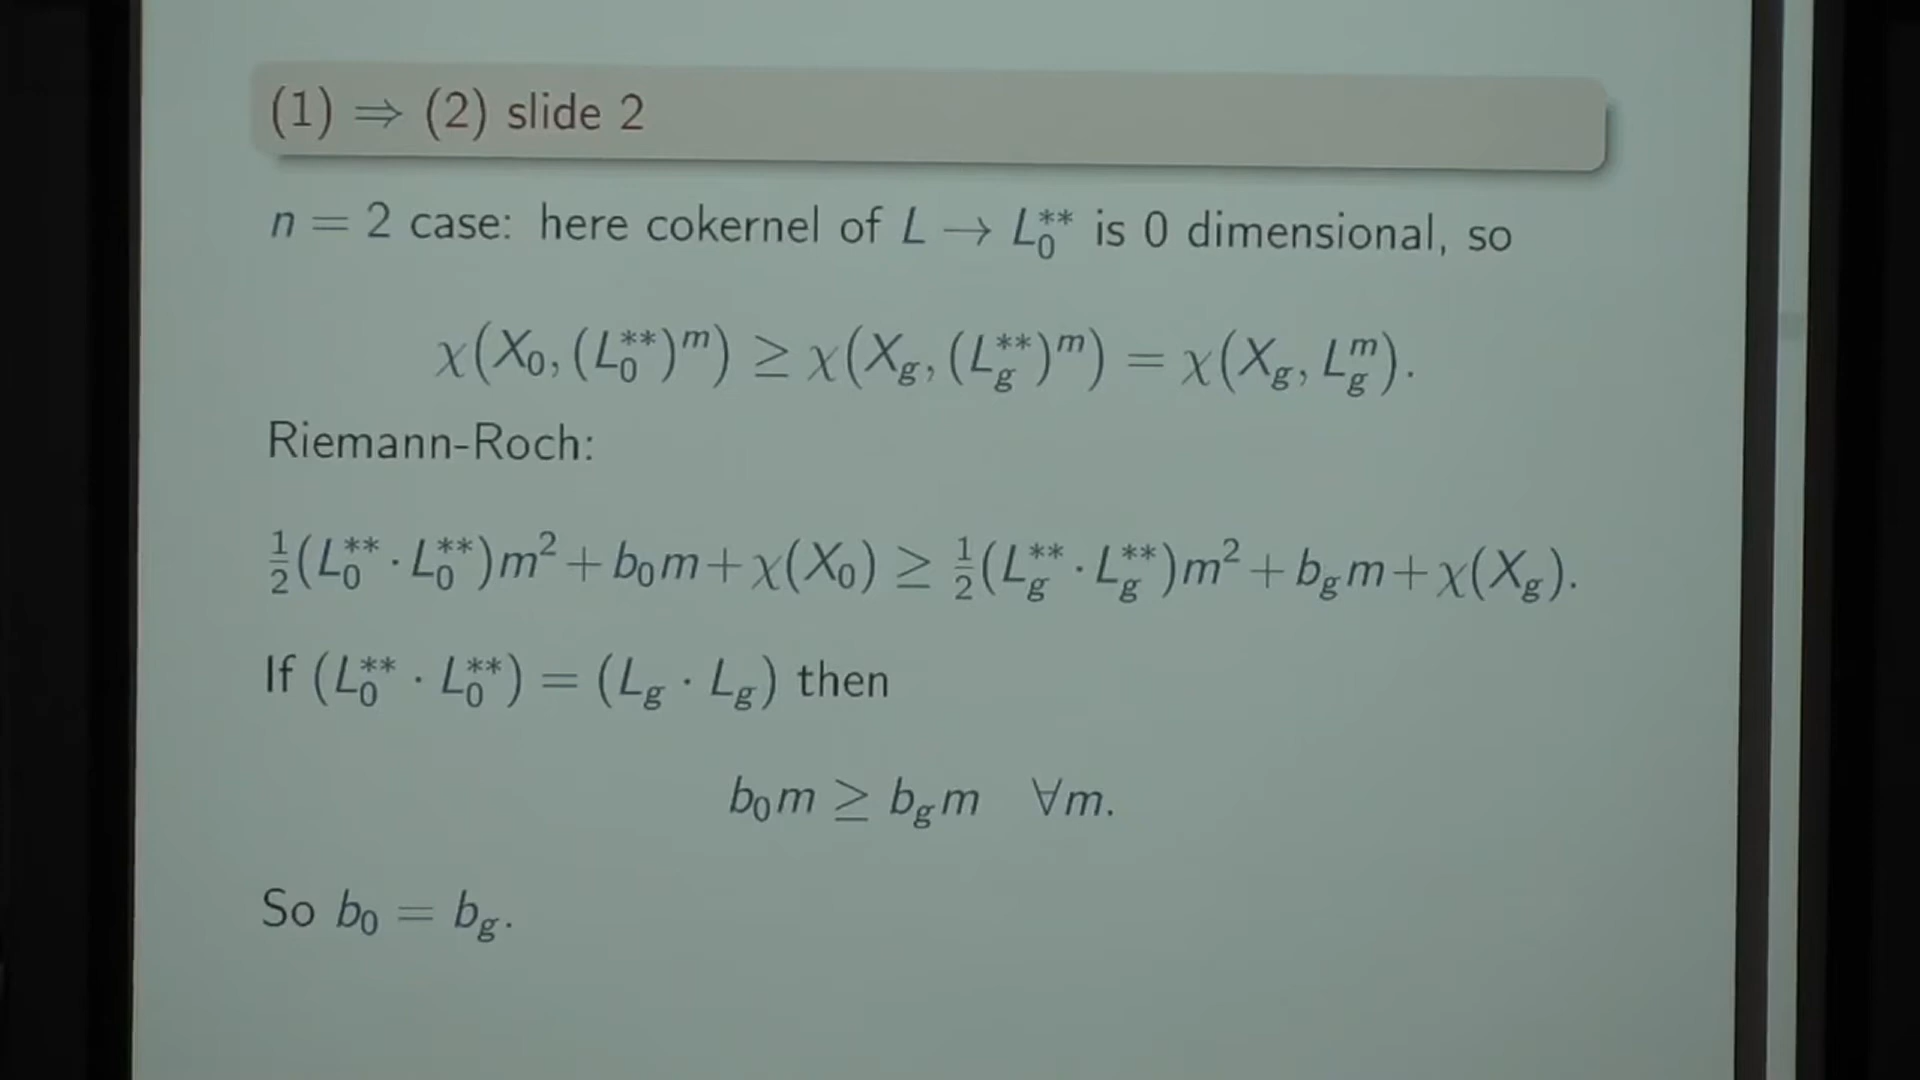 (1) ⇒ (2) slide 2
n = 2 case: here cokernel of L → L₀** is 0 dimensional, so
χ(X₀, (L₀**)ᵐ) ≥ χ(X_g, (L_g**)ᵐ) = χ(X_g, L_gᵐ).
Riemann-Roch:
½(L₀** · L₀**)m² + b₀m + χ(X₀) ≥ ½(L_g** · L_g**)m² + b_gm + χ(X_g).
If (L₀** · L₀**) = (L_g · L_g) then
b₀m ≥ b_gm ∀m.
So b₀ = b_g.